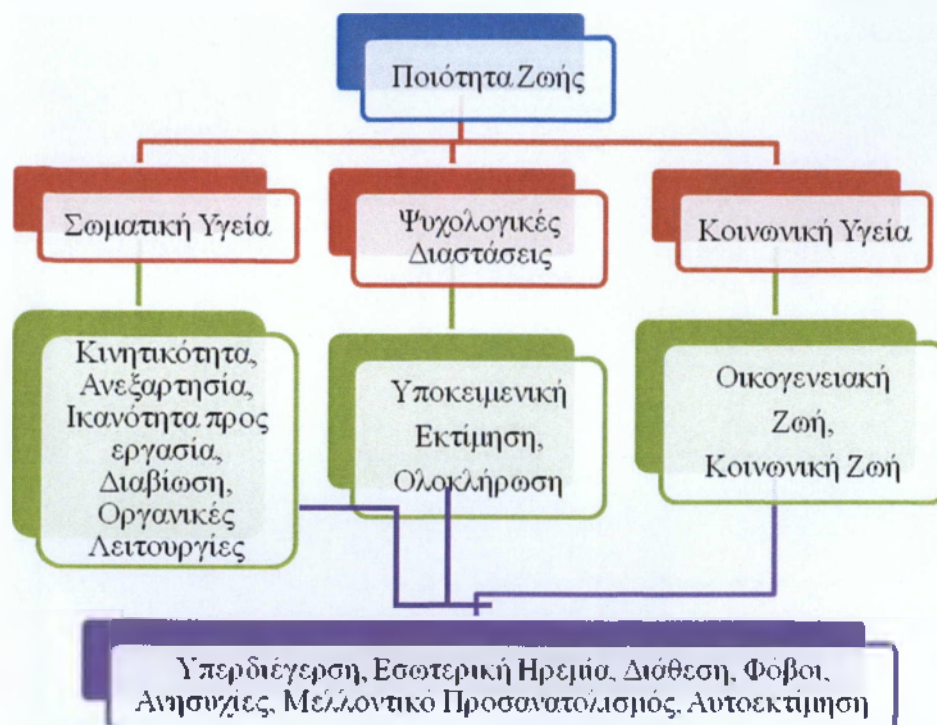 Ποιότητα Ζωής
Σωματική Υγεία
Ψυχολογικές
Διαστάσεις
Κοινωνική Υγεία
Κινητικότητα,
Ανεξαρτησία,
Ικανότητα προς
εργασία,
Διαβίωση,
Οργανικές
Λειτουργίες
Υποκειμενική
Εκτίμηση,
Ολοκλήρωση
Οικογενειακή
Ζωή,
Κοινωνική Ζωή
Υπερδιέγερση, Εσωτερική Ηρεμία, Διάθεση, Φόβοι,
Ανησυχίες, Μελλοντικό Προσανατολισμός, Αυτοεκτίμηση